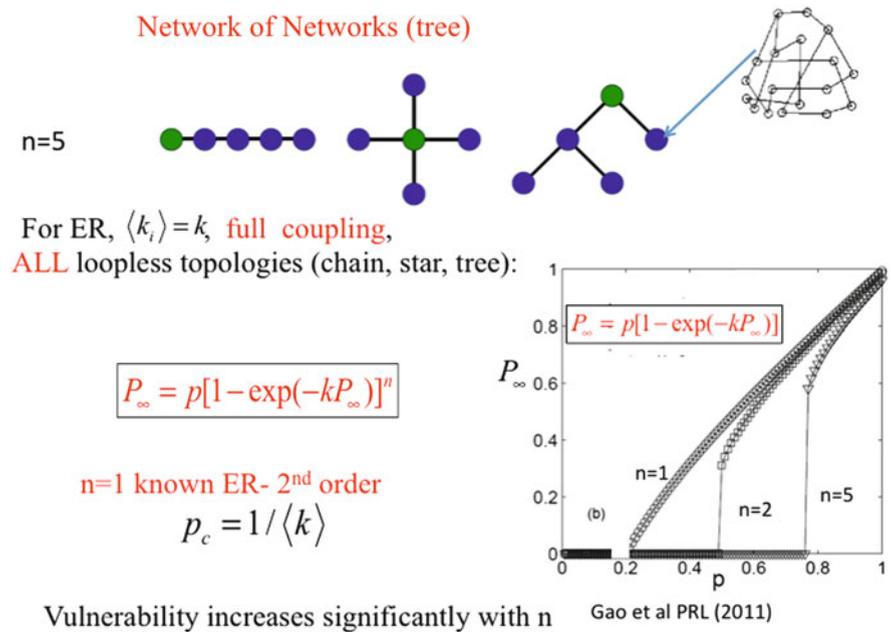 Network of Networks (tree)
n=5
For ER, ⟨kᵢ⟩ = k, full coupling,
ALL loopless topologies (chain, star, tree):
P∞ = p[1−exp(−kP∞)]ⁿ
n=1 known ER- 2ⁿᵈ order
p_c = 1/⟨k⟩
P∞ = p[1−exp(−kP∞)]
P∞
1
0.8
0.6
0.4
0.2
0
n=1
(b)
n=2
n=5
0 0.2 0.4 0.6 0.8 1
p
Vulnerability increases significantly with n
Gao et al PRL (2011)